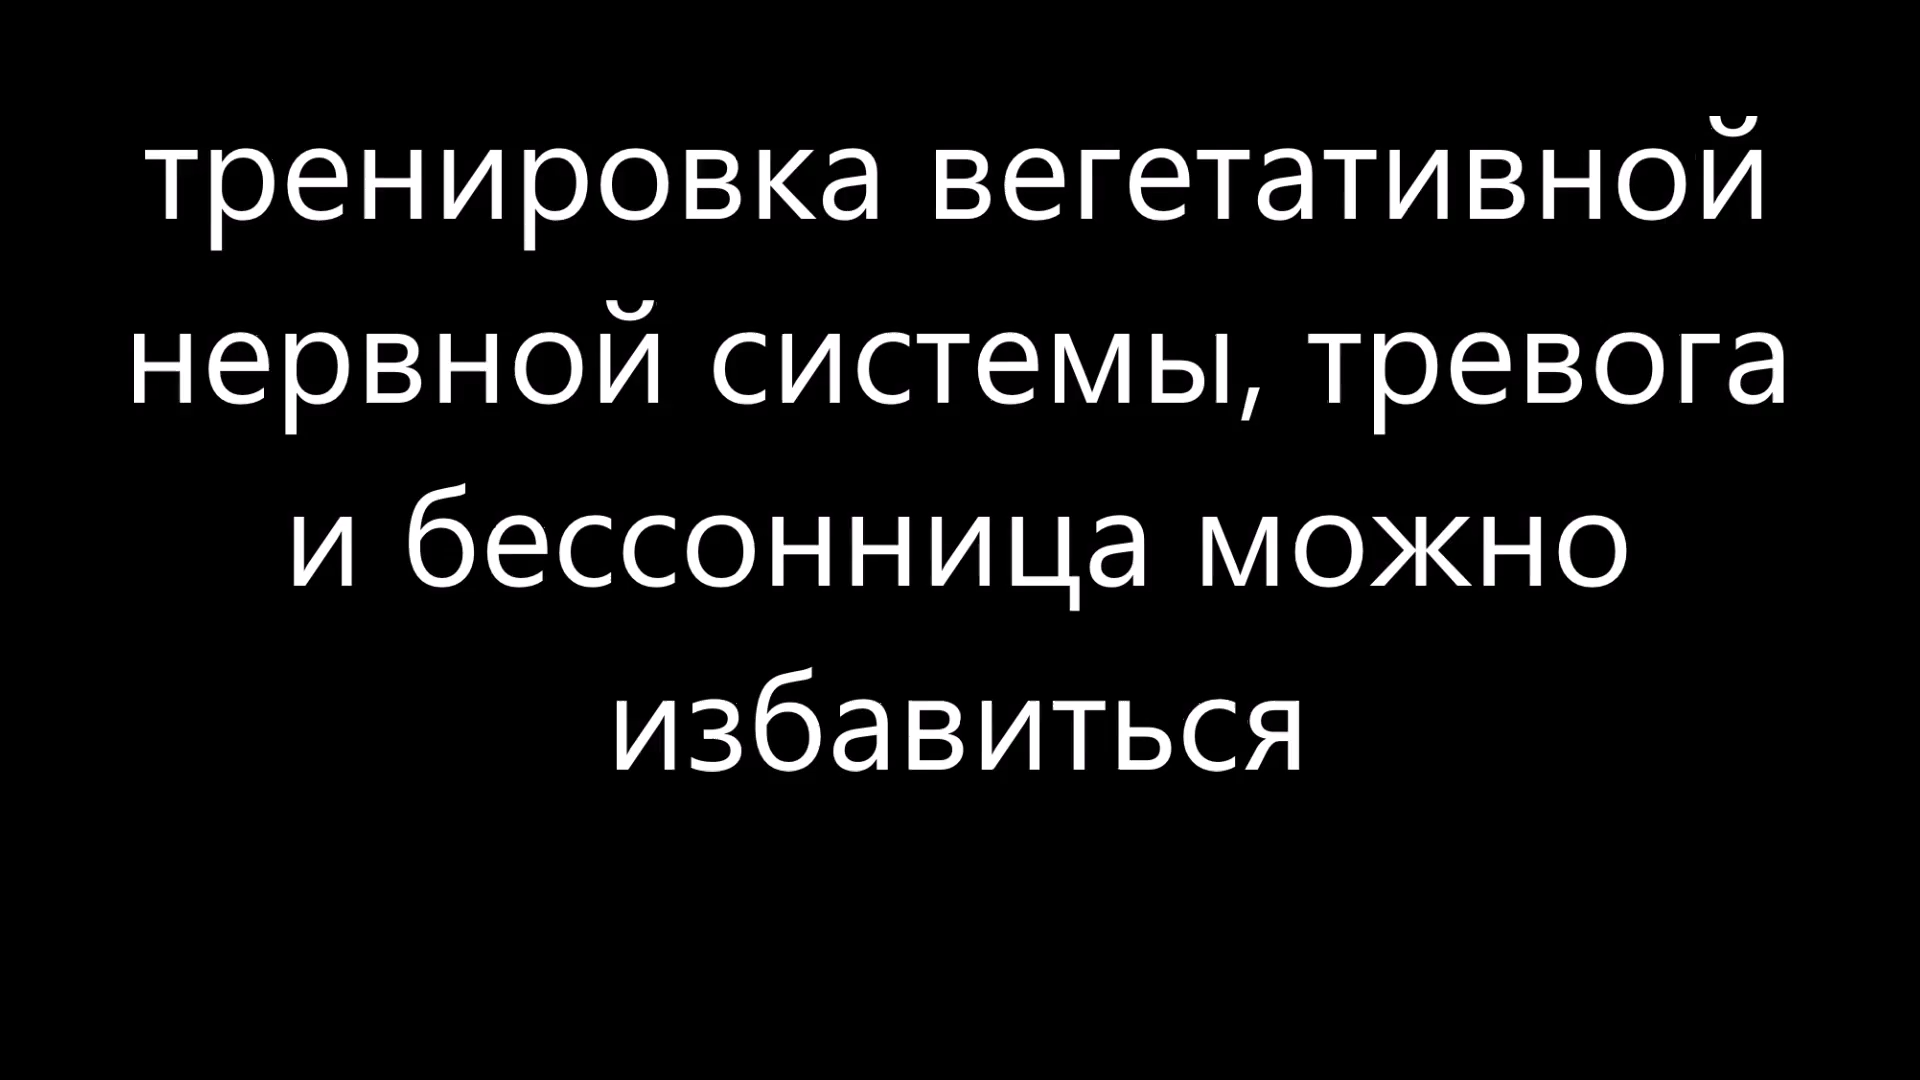 тренировка вегетативной
нервной системы, тревога
и бессонница можно
избавиться